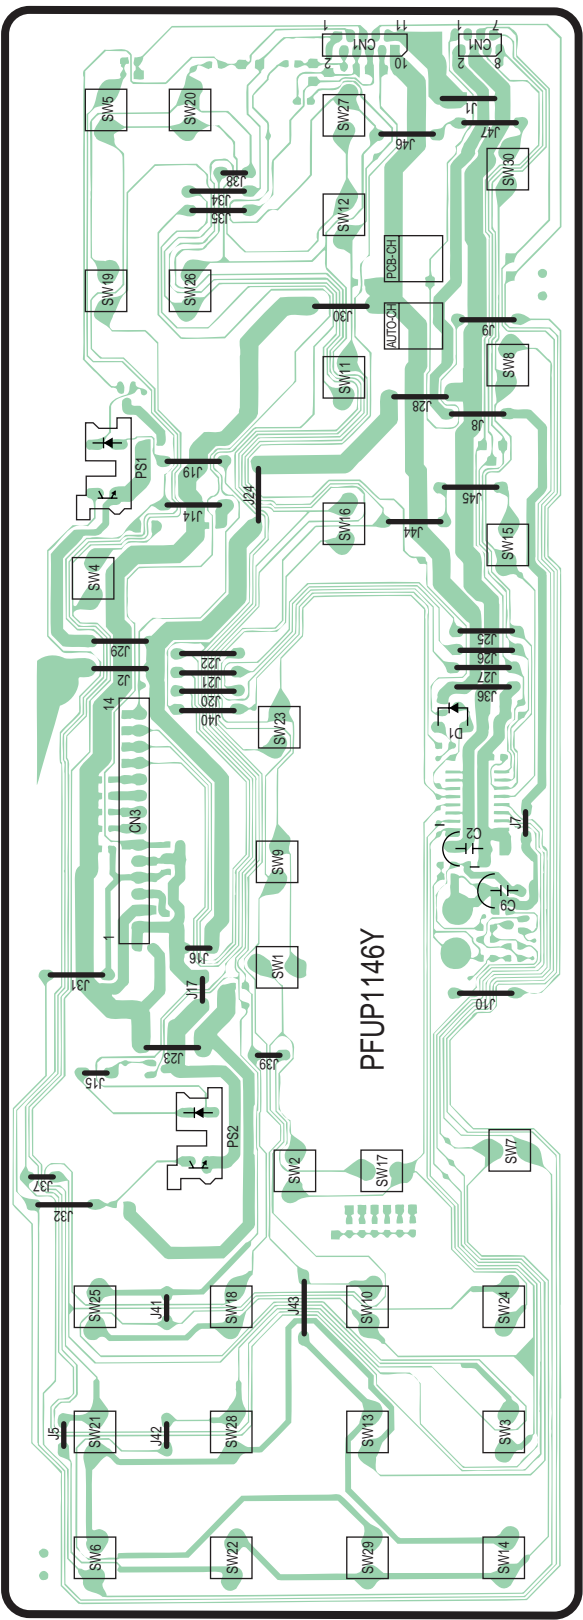 1
11
CN1
2
10
1
7
CN1
2
8
J1
SW5
SW20
SW27
J47
J46
SW30
J38
J34
J35
SW12
PCB-CH
SW19
SW26
J30
AUTO-CH
J9
SW8
SW11
J28
J8
PS1
J19
J24
J45
J14
SW16
J44
SW15
SW4
J25
J29
J26
J22
J2
J27
J21
J36
J20
J40
14
SW23
D1
CN3
J7
C2
SW9
C9
1
J16
SW1
PFUP1146Y
J31
J17
J10
J23
J39
J15
PS2
SW7
SW2
SW17
J37
J32
SW25
J41
SW18
J43
SW10
SW24
J5
SW21
J42
SW28
SW13
SW3
SW6
SW22
SW29
SW14